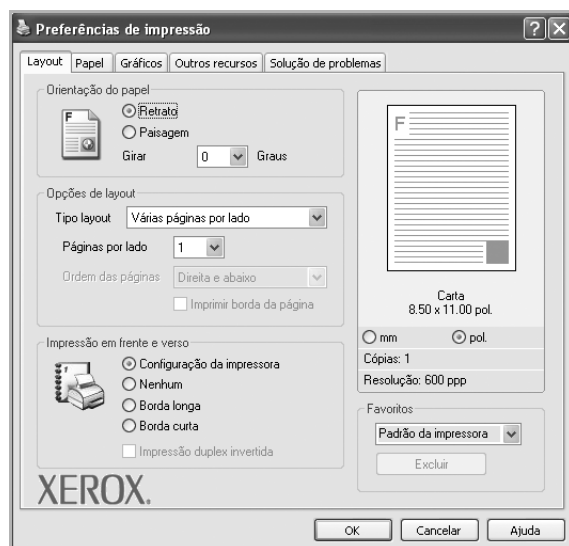 Preferências de impressão
Layout Papel Gráficos Outros recursos Solução de problemas
Orientação do papel
F
Retrato
Paisagem
Girar 0 Graus
Opções de layout
Tipo layout Várias páginas por lado
Páginas por lado 1
Ordem das páginas Direita e abaixo
Imprimir borda da página
Impressão em frente e verso
Configuração da impressora
Nenhum
Borda longa
Borda curta
Impressão duplex invertida
XEROX.
F
Carta
8.50 x 11.00 pol.
mm pol.
Cópias: 1
Resolução: 600 ppp
Favoritos
Padrão da impressora
Excluir
OK Cancelar Ajuda